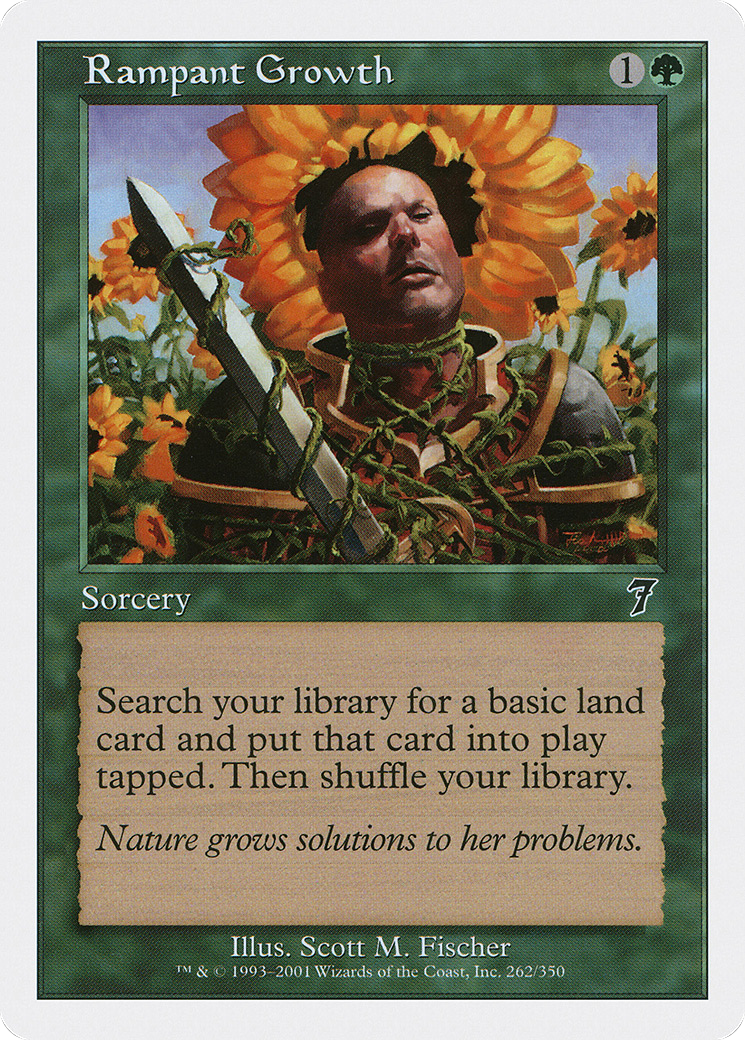 Rampant Growth 1
Sorcery 7
Search your library for a basic land
card and put that card into play
tapped. Then shuffle your library.
Nature grows solutions to her problems.
Illus. Scott M. Fischer
™ & © 1993–2001 Wizards of the Coast, Inc. 262/350